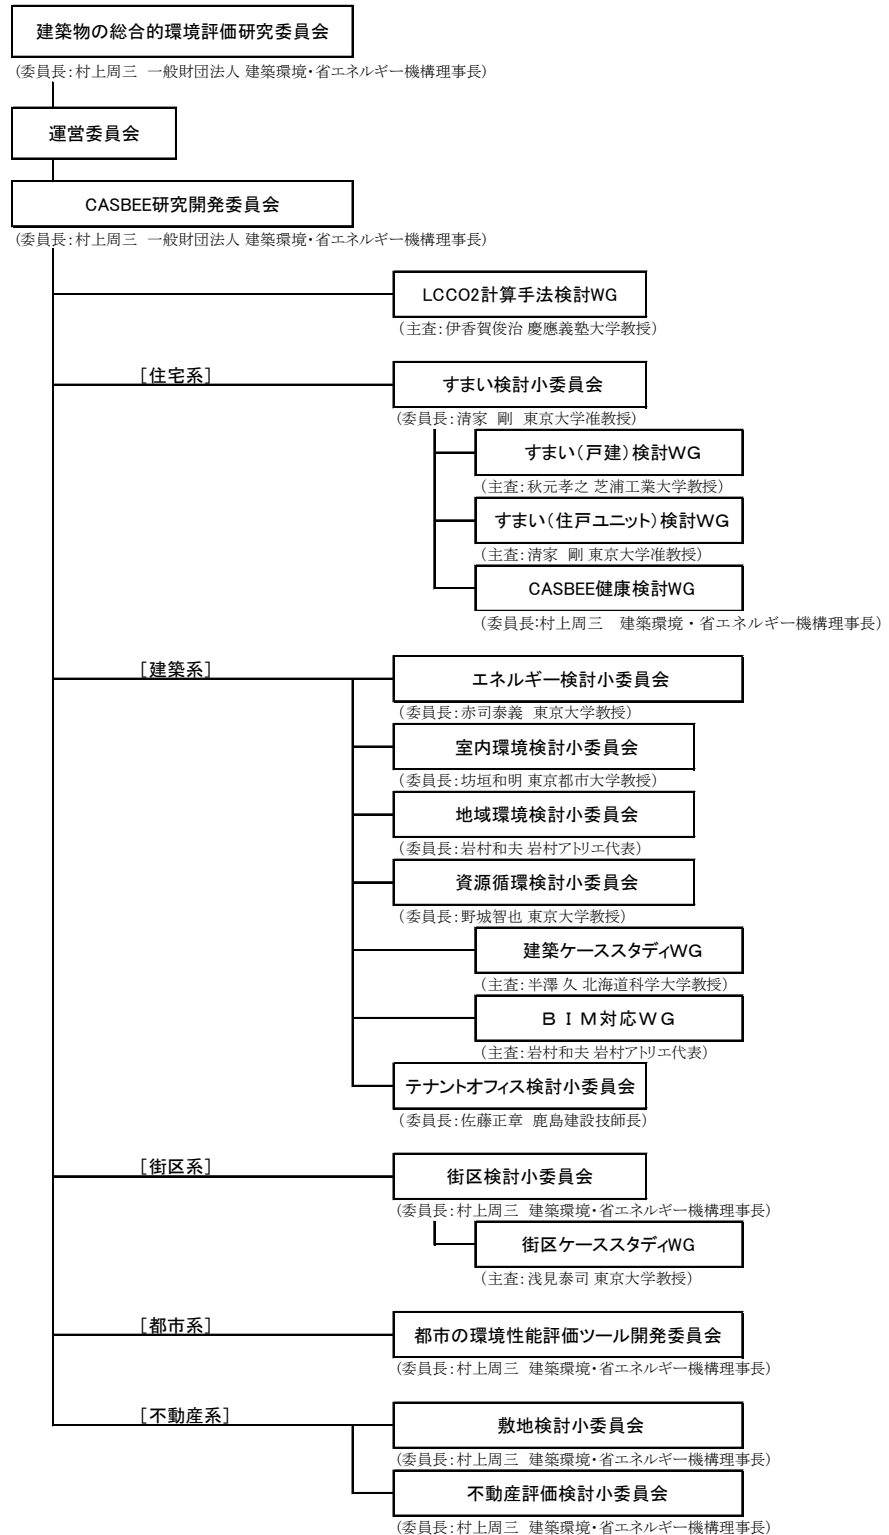 建築物の総合的環境評価研究委員会
(委員長:村上周三 一般財団法人 建築環境・省エネルギー機構理事長)
運営委員会
CASBEE研究開発委員会
(委員長:村上周三 一般財団法人 建築環境・省エネルギー機構理事長)
LCCO2計算手法検討WG
(主査:伊香賀俊治 慶應義塾大学教授)
[住宅系]
すまい検討小委員会
(委員長:清家 剛 東京大学准教授)
すまい(戸建)検討WG
(主査:秋元孝之 芝浦工業大学教授)
すまい(住戸ユニット)検討WG
(主査:清家 剛 東京大学准教授)
CASBEE健康検討WG
(委員長:村上周三 建築環境・省エネルギー機構理事長)
[建築系]
エネルギー検討小委員会
(委員長:赤司泰義 東京大学教授)
室内環境検討小委員会
(委員長:坊垣和明 東京都市大学教授)
地域環境検討小委員会
(委員長:岩村和夫 岩村アトリエ代表)
資源循環検討小委員会
(委員長:野城智也 東京大学教授)
建築ケーススタディWG
(主査:半澤 久 北海道科学大学教授)
BIM対応WG
(主査:岩村和夫 岩村アトリエ代表)
テナントオフィス検討小委員会
(委員長:佐藤正章 鹿島建設技師長)
[街区系]
街区検討小委員会
(委員長:村上周三 建築環境・省エネルギー機構理事長)
街区ケーススタディWG
(主査:浅見泰司 東京大学教授)
[都市系]
都市の環境性能評価ツール開発委員会
(委員長:村上周三 建築環境・省エネルギー機構理事長)
[不動産系]
敷地検討小委員会
(委員長:村上周三 建築環境・省エネルギー機構理事長)
不動産評価検討小委員会
(委員長:村上周三 建築環境・省エネルギー機構理事長)